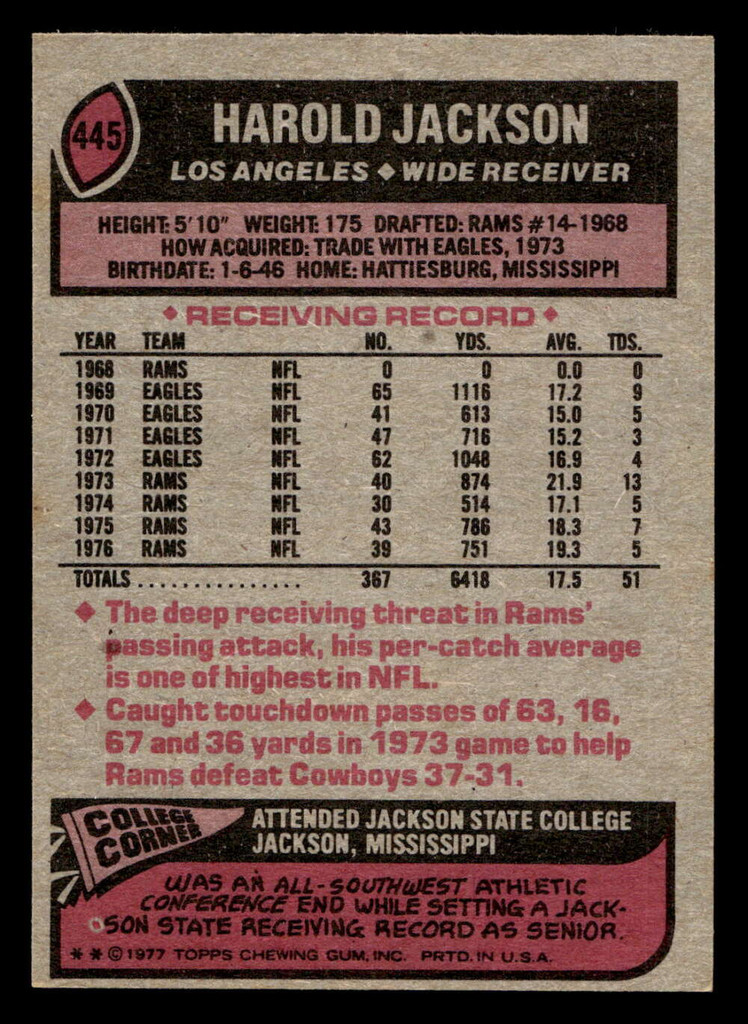 445
HAROLD JACKSON
LOS ANGELES ◆ WIDE RECEIVER
HEIGHT: 5'10" WEIGHT: 175 DRAFTED: RAMS #14-1968
HOW ACQUIRED: TRADE WITH EAGLES, 1973
BIRTHDATE: 1-6-46 HOME: HATTIESBURG, MISSISSIPPI
◆ RECEIVING RECORD ◆
YEAR TEAM NO. YDS. AVG. TDS.
1968 RAMS NFL 0 0 0.0 0
1969 EAGLES NFL 65 1116 17.2 9
1970 EAGLES NFL 41 613 15.0 5
1971 EAGLES NFL 47 716 15.2 3
1972 EAGLES NFL 62 1048 16.9 4
1973 RAMS NFL 40 874 21.9 13
1974 RAMS NFL 30 514 17.1 5
1975 RAMS NFL 43 786 18.3 7
1976 RAMS NFL 39 751 19.3 5
TOTALS ................ 367 6418 17.5 51
◆ The deep receiving threat in Rams'
passing attack, his per-catch average
is one of highest in NFL.
◆ Caught touchdown passes of 63, 16,
67 and 36 yards in 1973 game to help
Rams defeat Cowboys 37-31.
COLLEGE
CORNER
ATTENDED JACKSON STATE COLLEGE
JACKSON, MISSISSIPPI
WAS AN ALL-SOUTHWEST ATHLETIC
CONFERENCE END WHILE SETTING A JACK-
SON STATE RECEIVING RECORD AS SENIOR.
* * © 1977 TOPPS CHEWING GUM, INC. PRTD. IN U.S.A.